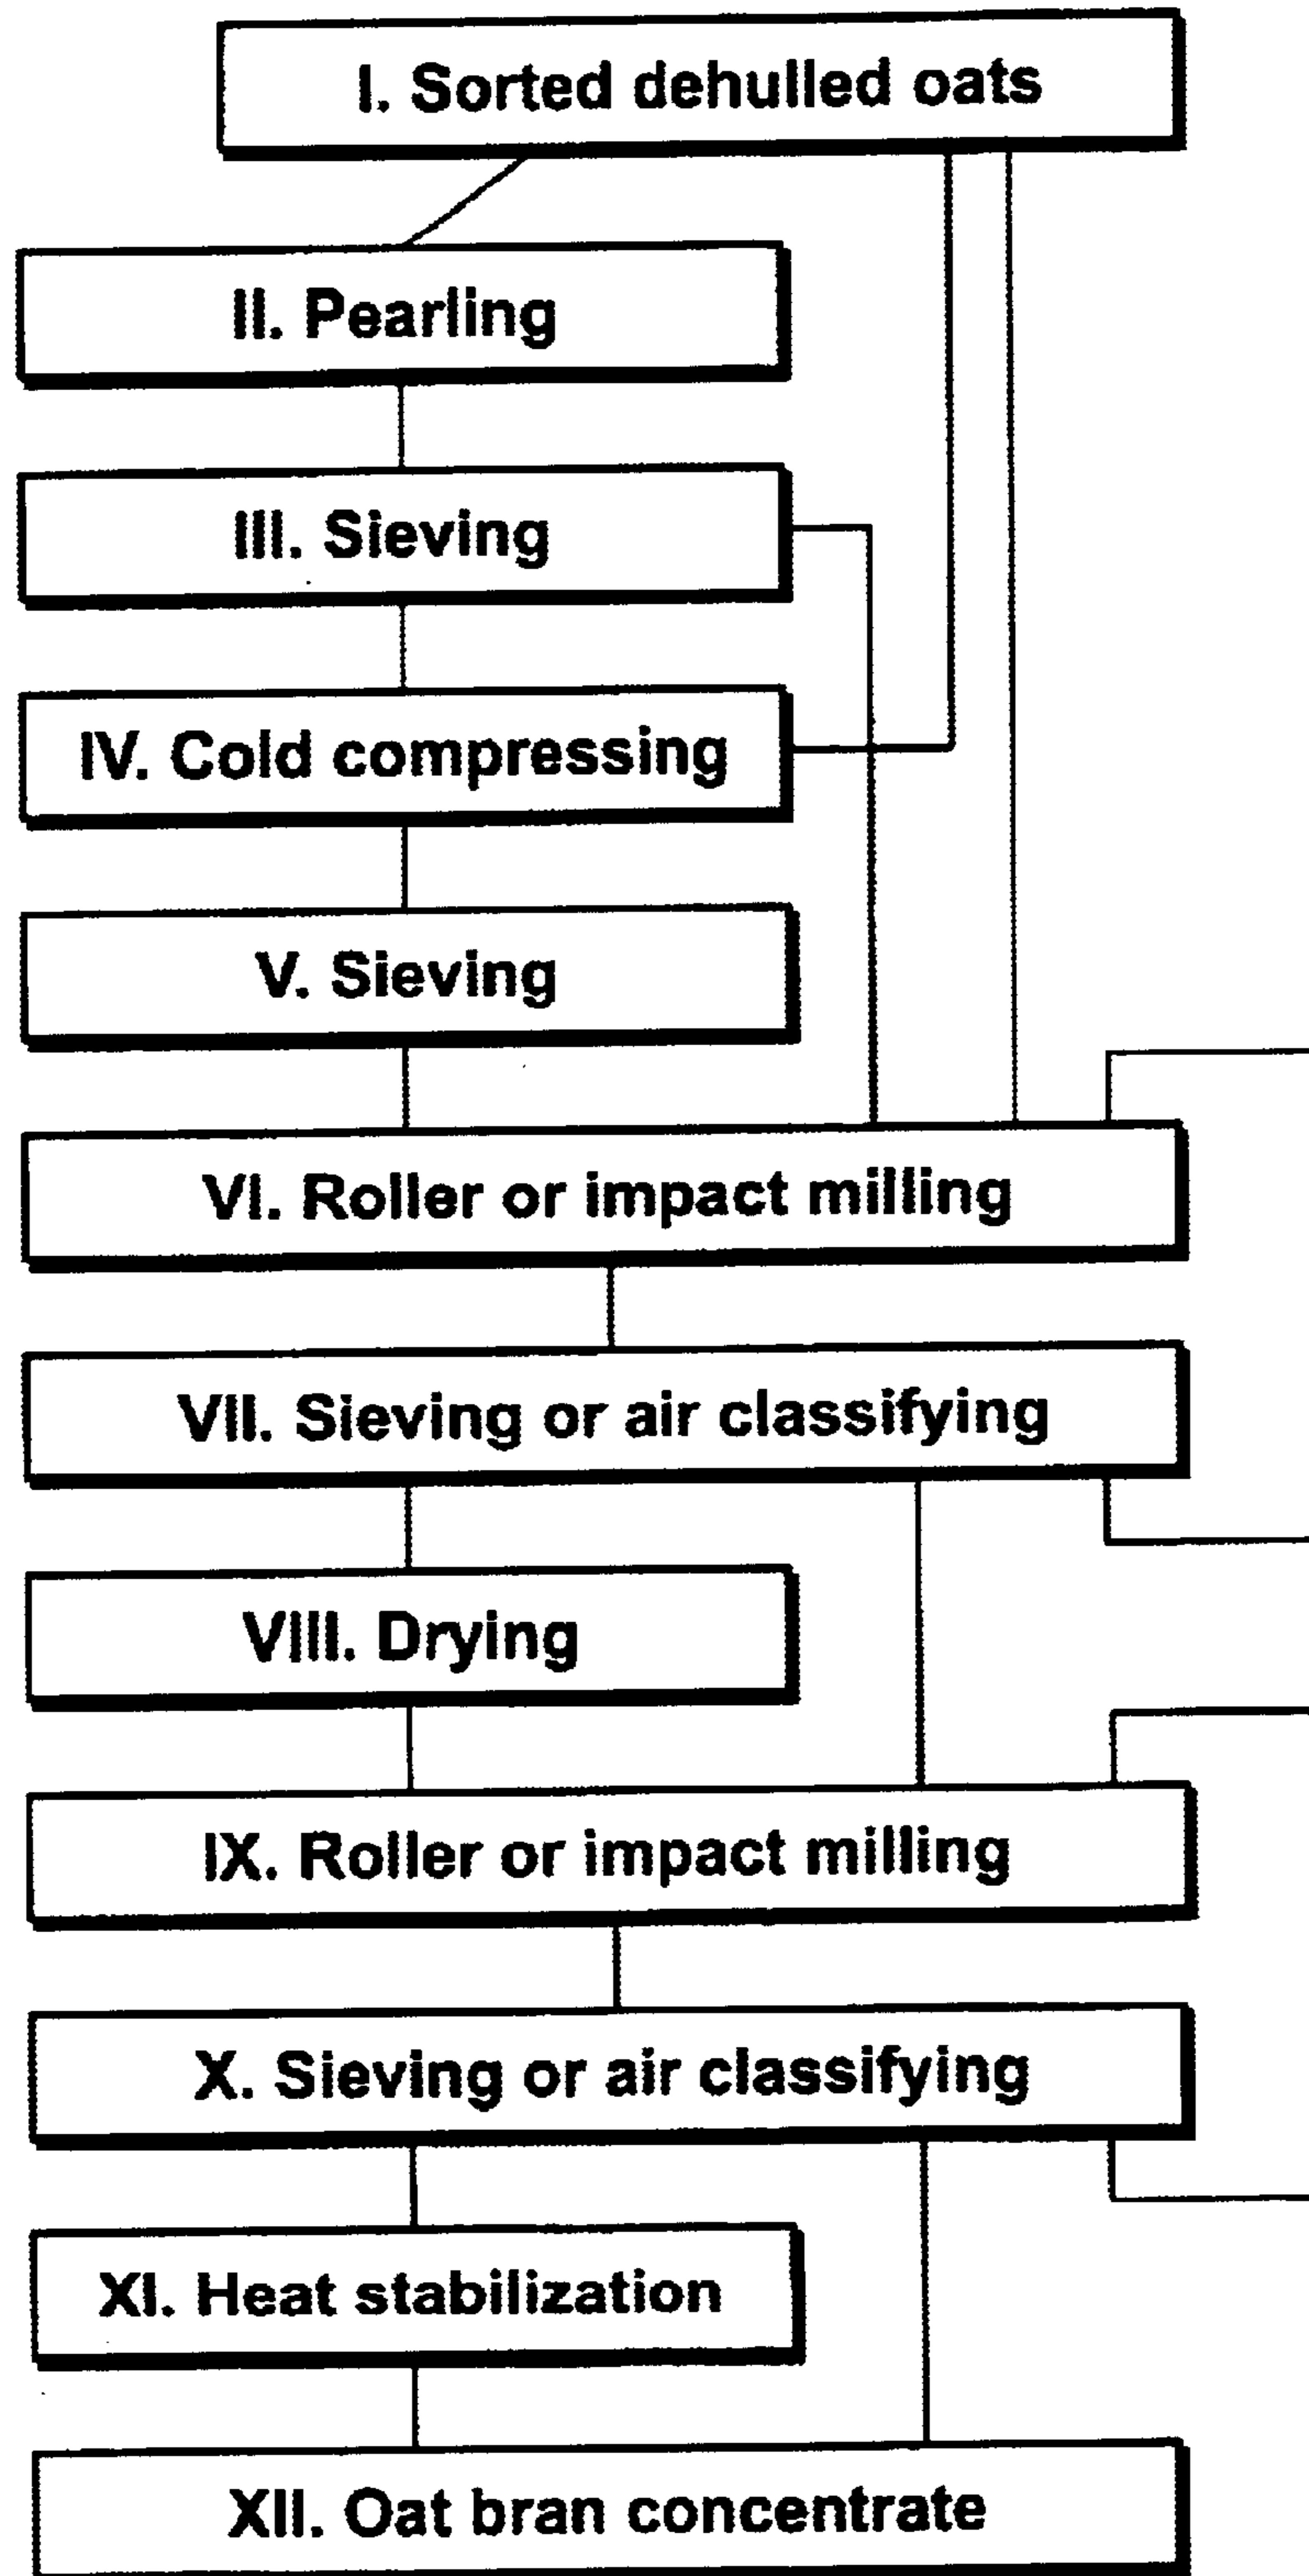 I. Sorted dehulled oats
II. Pearling
III. Sieving
IV. Cold compressing
V. Sieving
VI. Roller or impact milling
VII. Sieving or air classifying
VIII. Drying
IX. Roller or impact milling
X. Sieving or air classifying
XI. Heat stabilization
XII. Oat bran concentrate